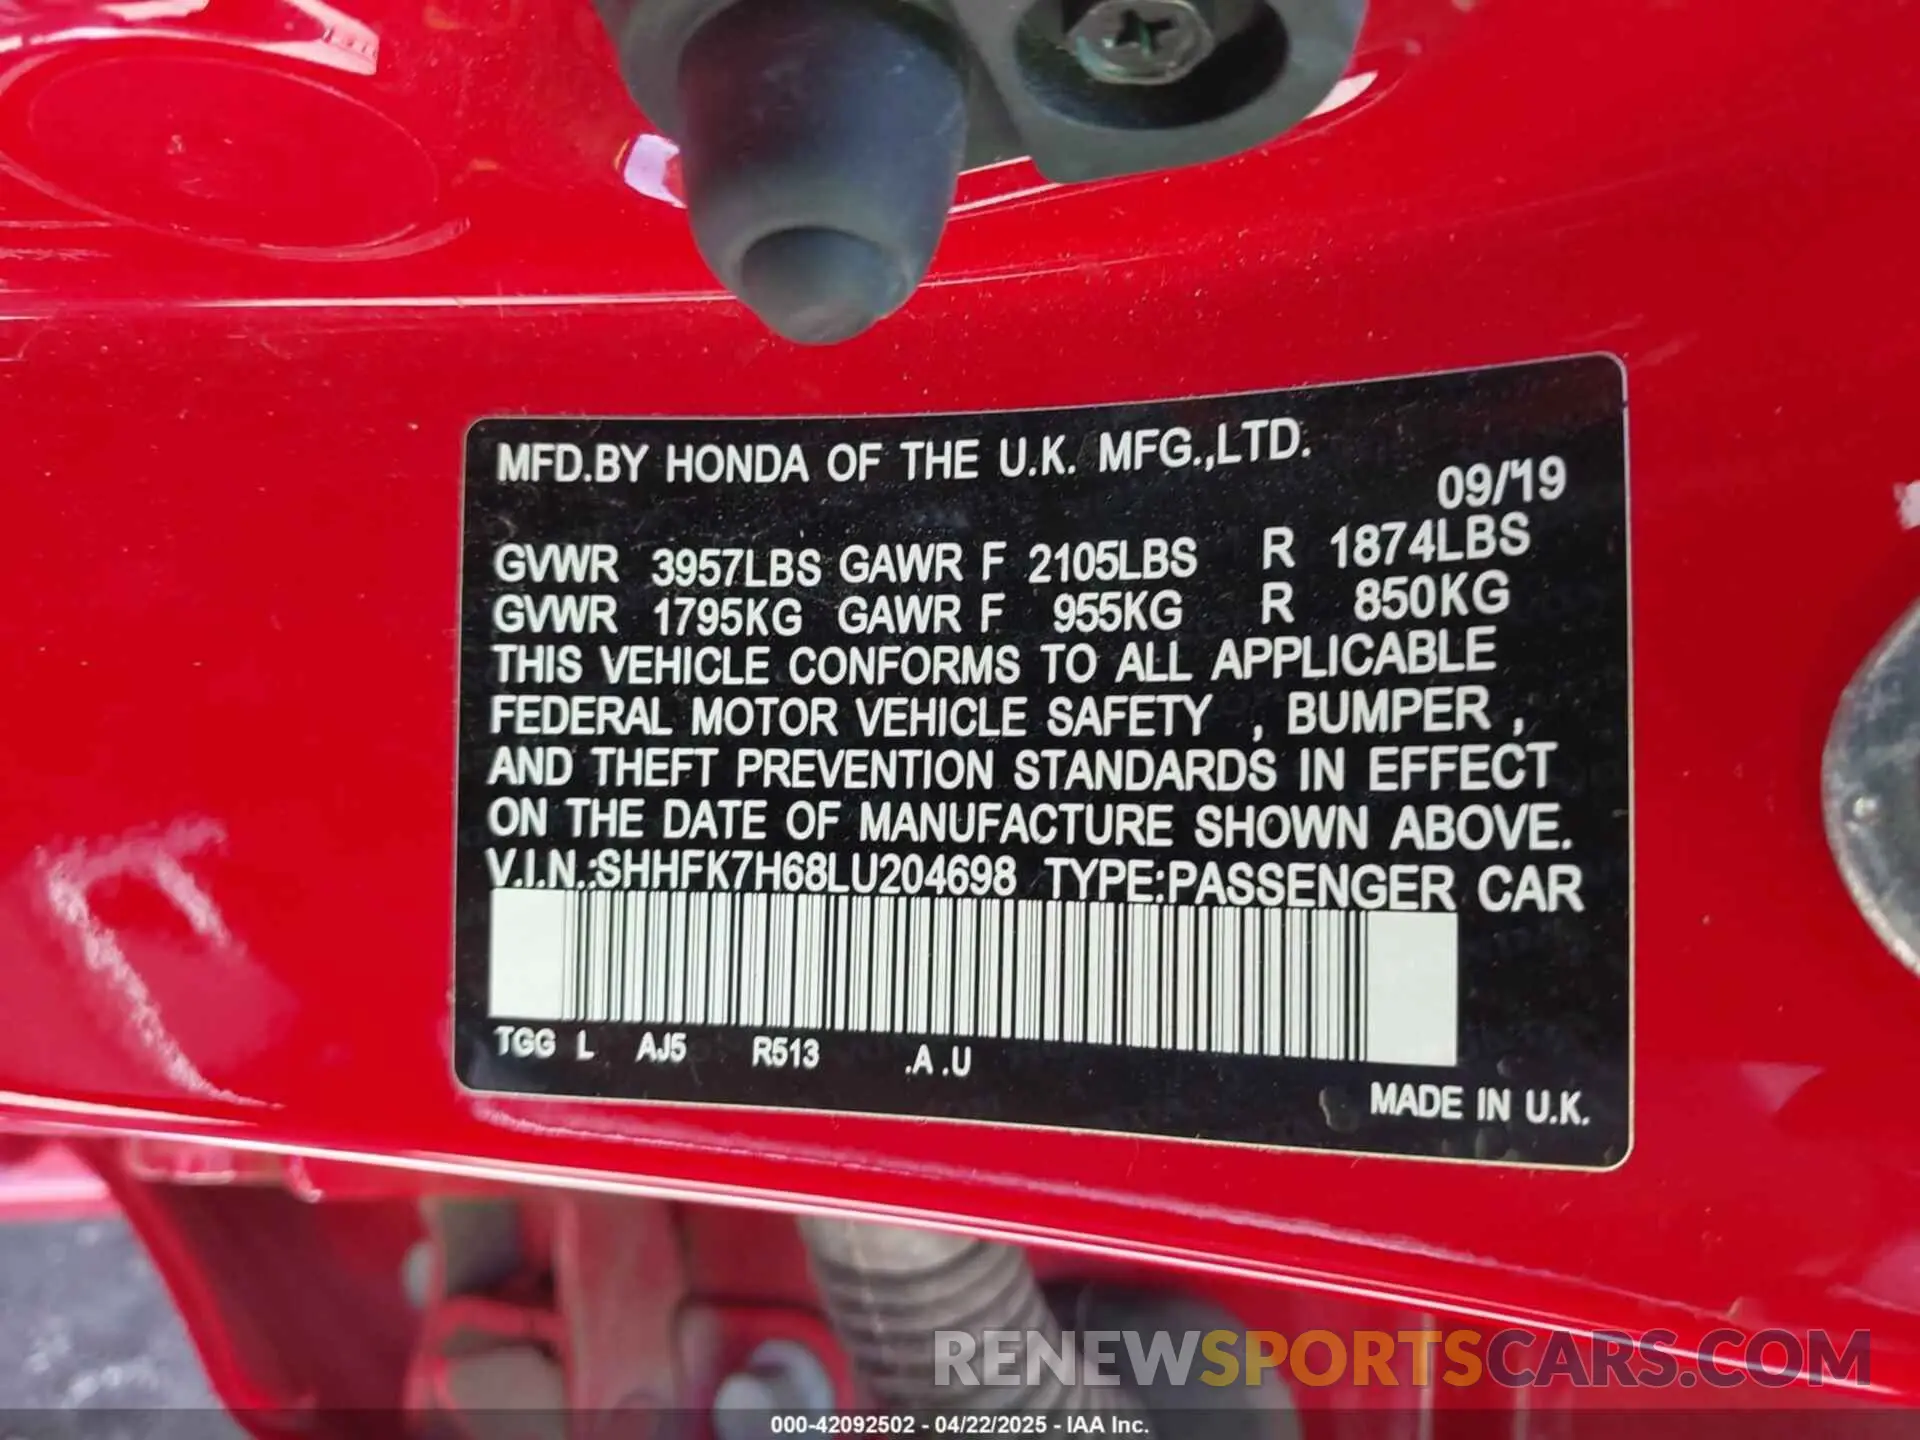 MFD.BY HONDA OF THE U.K. MFG.,LTD.
09/19
GVWR 3957LBS GAWR F 2105LBS R 1874LBS
GVWR 1795KG GAWR F 955KG R 850KG
THIS VEHICLE CONFORMS TO ALL APPLICABLE
FEDERAL MOTOR VEHICLE SAFETY , BUMPER ,
AND THEFT PREVENTION STANDARDS IN EFFECT
ON THE DATE OF MANUFACTURE SHOWN ABOVE.
V.I.N.:SHHFK7H68LU204698 TYPE:PASSENGER CAR
TGG L AJ5 R513 .A .U
MADE IN U.K.
RENEWSPORTSCARS.COM
000-42092502 - 04/22/2025 - IAA Inc.